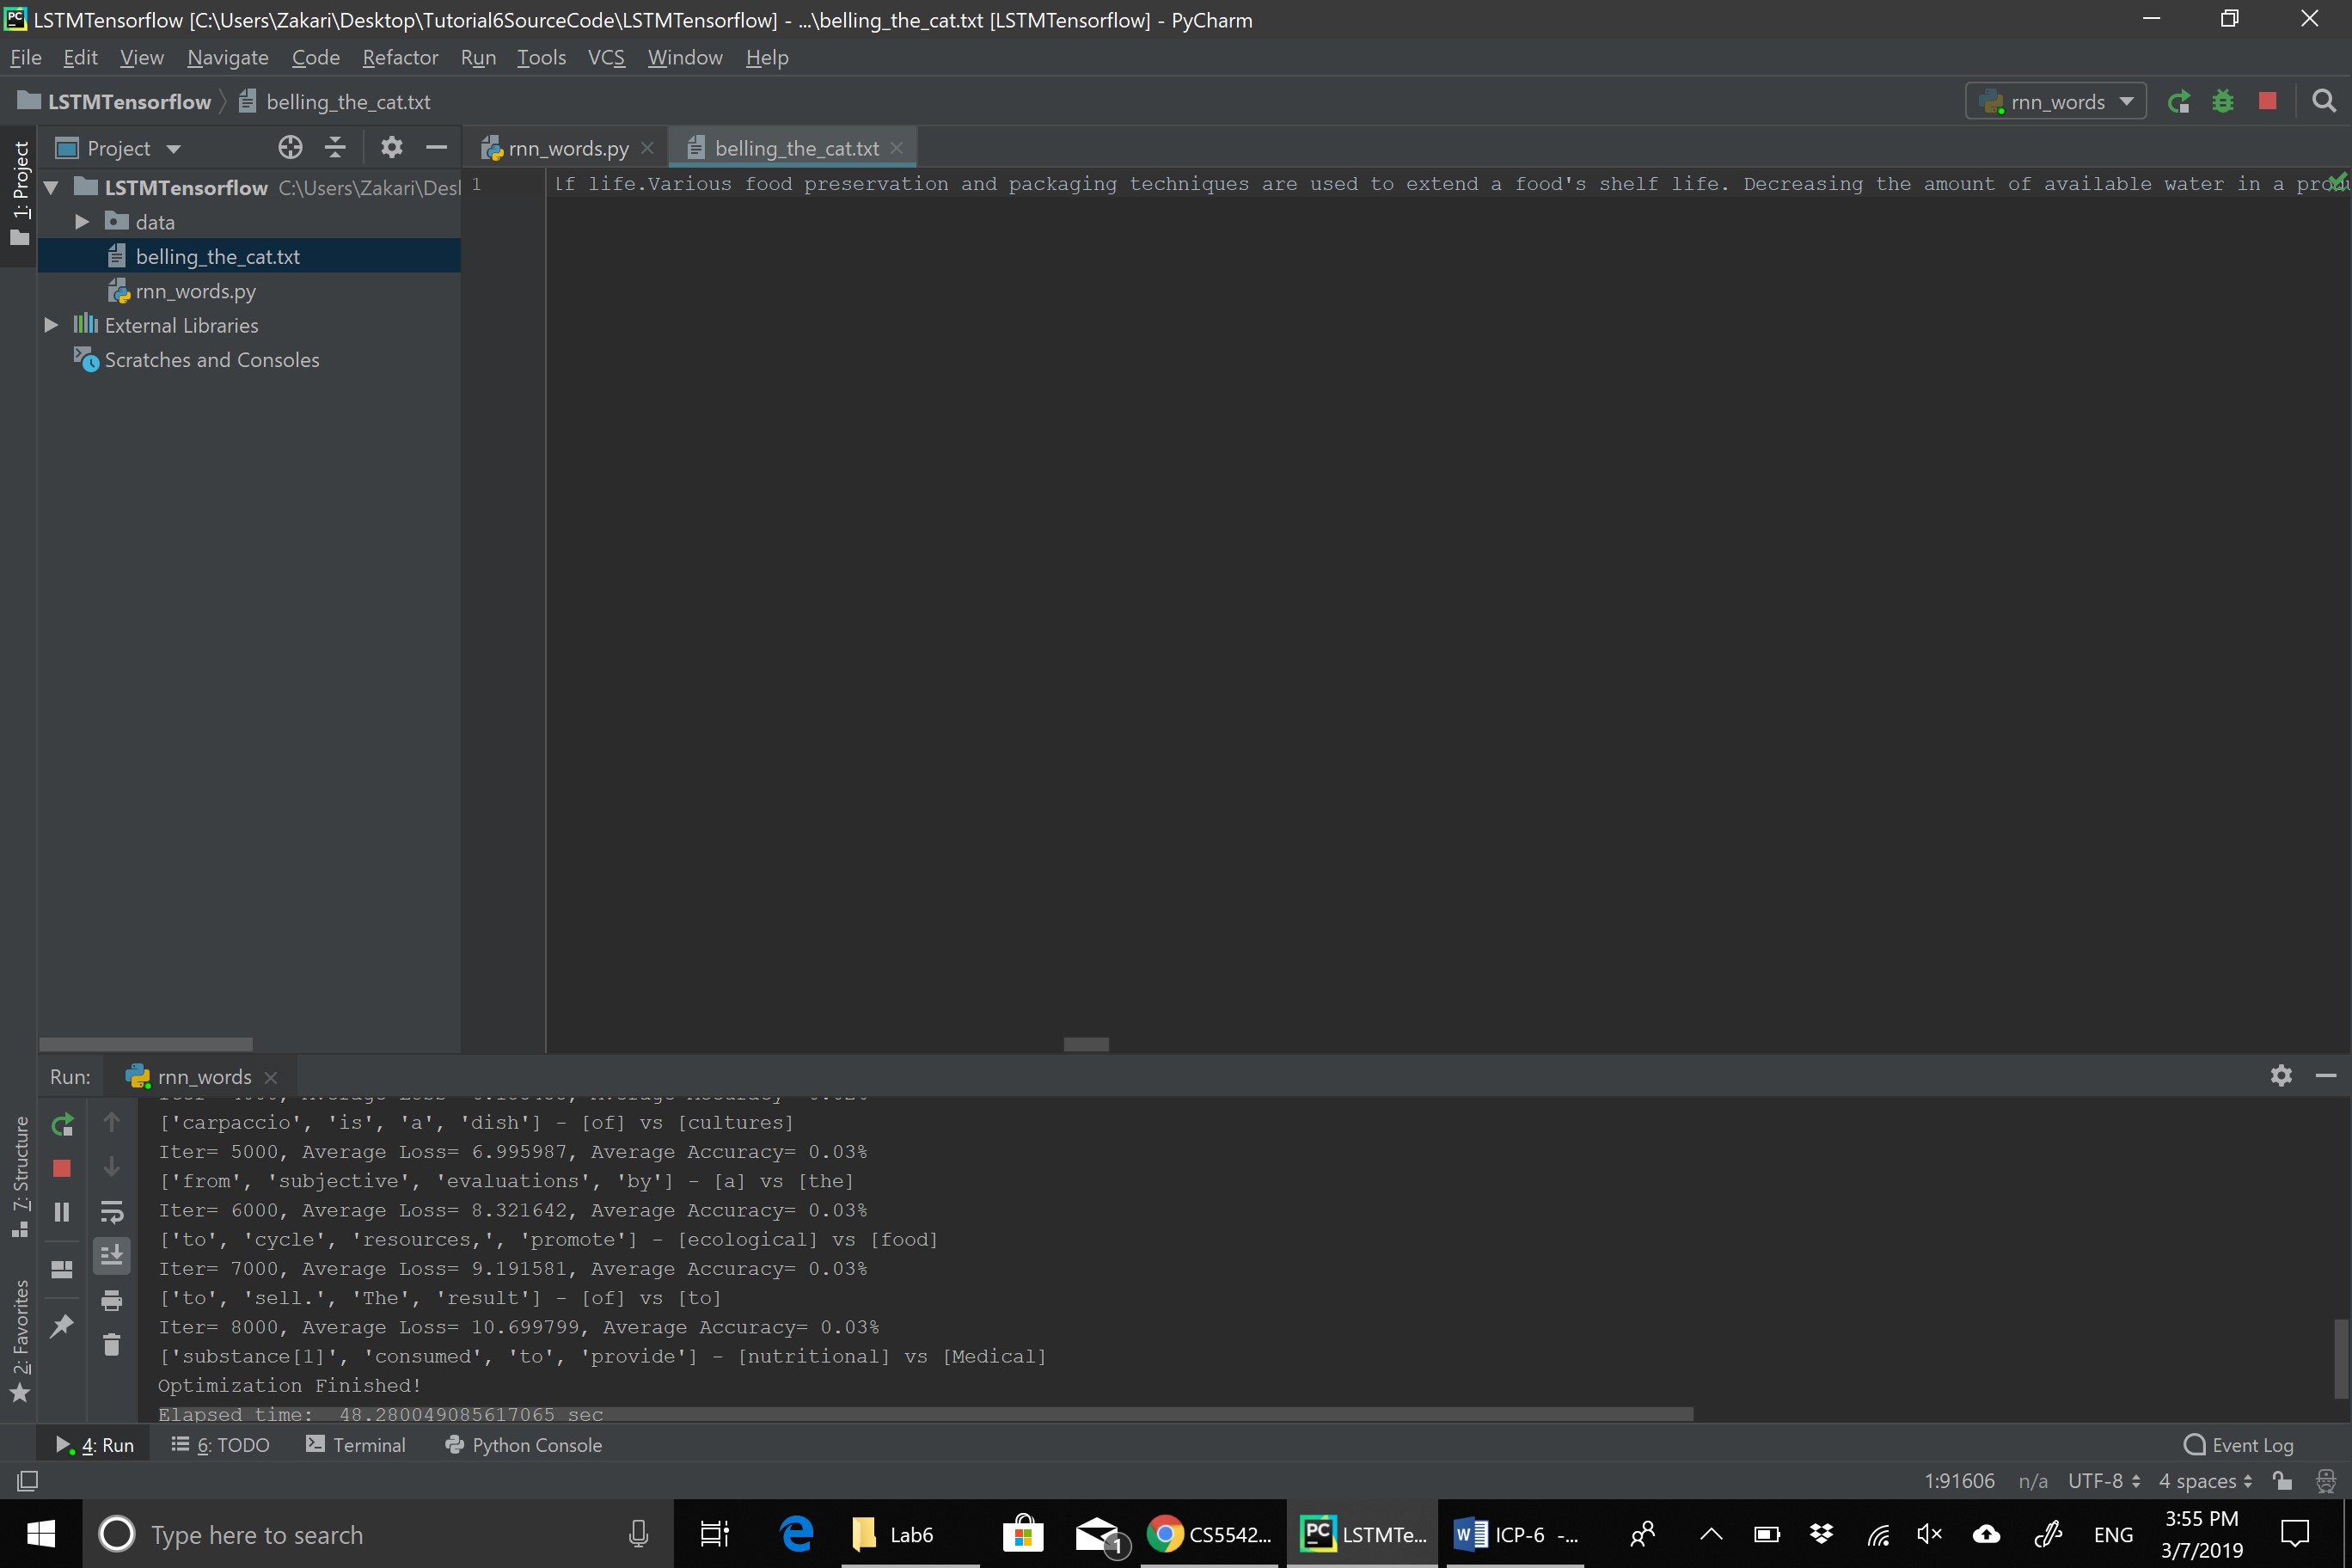 PC LSTMTensorflow [C:\Users\Zakari\Desktop\Tutorial6SourceCode\LSTMTensorflow] - ...\belling_the_cat.txt [LSTMTensorflow] - PyCharm
File Edit View Navigate Code Refactor Run Tools VCS Window Help
LSTMTensorflow belling_the_cat.txt rnn_words
1: Project
Project
rnn_words.py belling_the_cat.txt
LSTMTensorflow C:\Users\Zakari\Desl
data
belling_the_cat.txt
rnn_words.py
External Libraries
Scratches and Consoles
1 lf life.Various food preservation and packaging techniques are used to extend a food's shelf life. Decreasing the amount of available water in a produ
Run: rnn_words
['carpaccio', 'is', 'a', 'dish'] - [of] vs [cultures]
Iter= 5000, Average Loss= 6.995987, Average Accuracy= 0.03%
['from', 'subjective', 'evaluations', 'by'] - [a] vs [the]
Iter= 6000, Average Loss= 8.321642, Average Accuracy= 0.03%
['to', 'cycle', 'resources,', 'promote'] - [ecological] vs [food]
Iter= 7000, Average Loss= 9.191581, Average Accuracy= 0.03%
['to', 'sell.', 'The', 'result'] - [of] vs [to]
Iter= 8000, Average Loss= 10.699799, Average Accuracy= 0.03%
['substance[1]', 'consumed', 'to', 'provide'] - [nutritional] vs [Medical]
Optimization Finished!
Elapsed time: 48.280049085617065 sec
7: Structure
2: Favorites
4: Run 6: TODO Terminal Python Console Event Log
1:91606 n/a UTF-8 4 spaces
Type here to search Lab6 1 CS5542... PC LSTMTe... W ICP-6 -... ENG
3:55 PM
3/7/2019